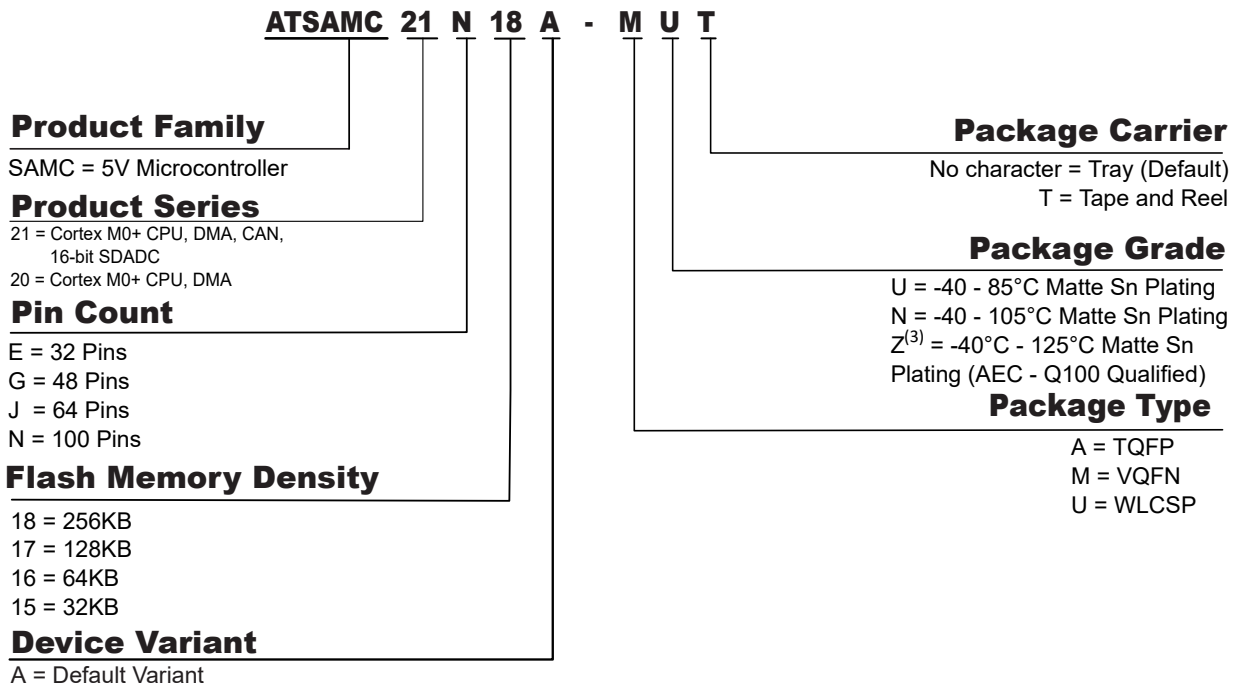 ATSAMC 21 N 18 A - M U T
Product Family
SAMC = 5V Microcontroller
Product Series
21 = Cortex M0+ CPU, DMA, CAN,
16-bit SDADC
20 = Cortex M0+ CPU, DMA
Pin Count
E = 32 Pins
G = 48 Pins
J = 64 Pins
N = 100 Pins
Flash Memory Density
18 = 256KB
17 = 128KB
16 = 64KB
15 = 32KB
Device Variant
A = Default Variant
Package Carrier
No character = Tray (Default)
T = Tape and Reel
Package Grade
U = -40 - 85°C Matte Sn Plating
N = -40 - 105°C Matte Sn Plating
Z(3) = -40°C - 125°C Matte Sn
Plating (AEC - Q100 Qualified)
Package Type
A = TQFP
M = VQFN
U = WLCSP